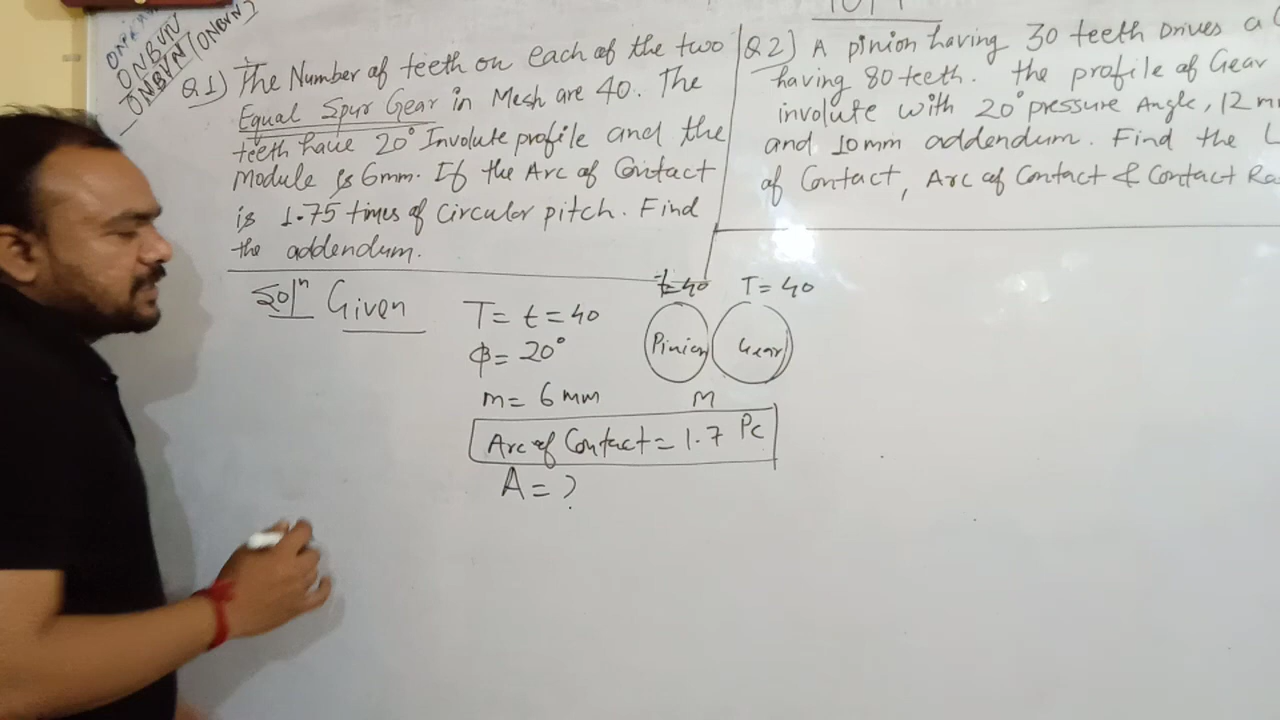 ONBVN
ONBVN (ONBVN)
Q1) The Number of teeth on each of the two
Equal Spur Gear in Mesh are 40. The
teeth have 20° Involute profile and the
Module is 6mm. If the Arc of Contact
is 1.75 times of Circular pitch. Find
the addendum.
Q2) A pinion having 30 teeth Drives a
having 80 teeth. the profile of Gear
involute with 20° pressure Angle, 12 m
and 10mm addendum. Find the L
of Contact, Arc of Contact & Contact Ra
Solⁿ Given
T = t = 40
φ = 20°
m = 6 mm
Arc of Contact = 1.7 Pc
A = ?
t=40 T=40
Pinion Gear
M